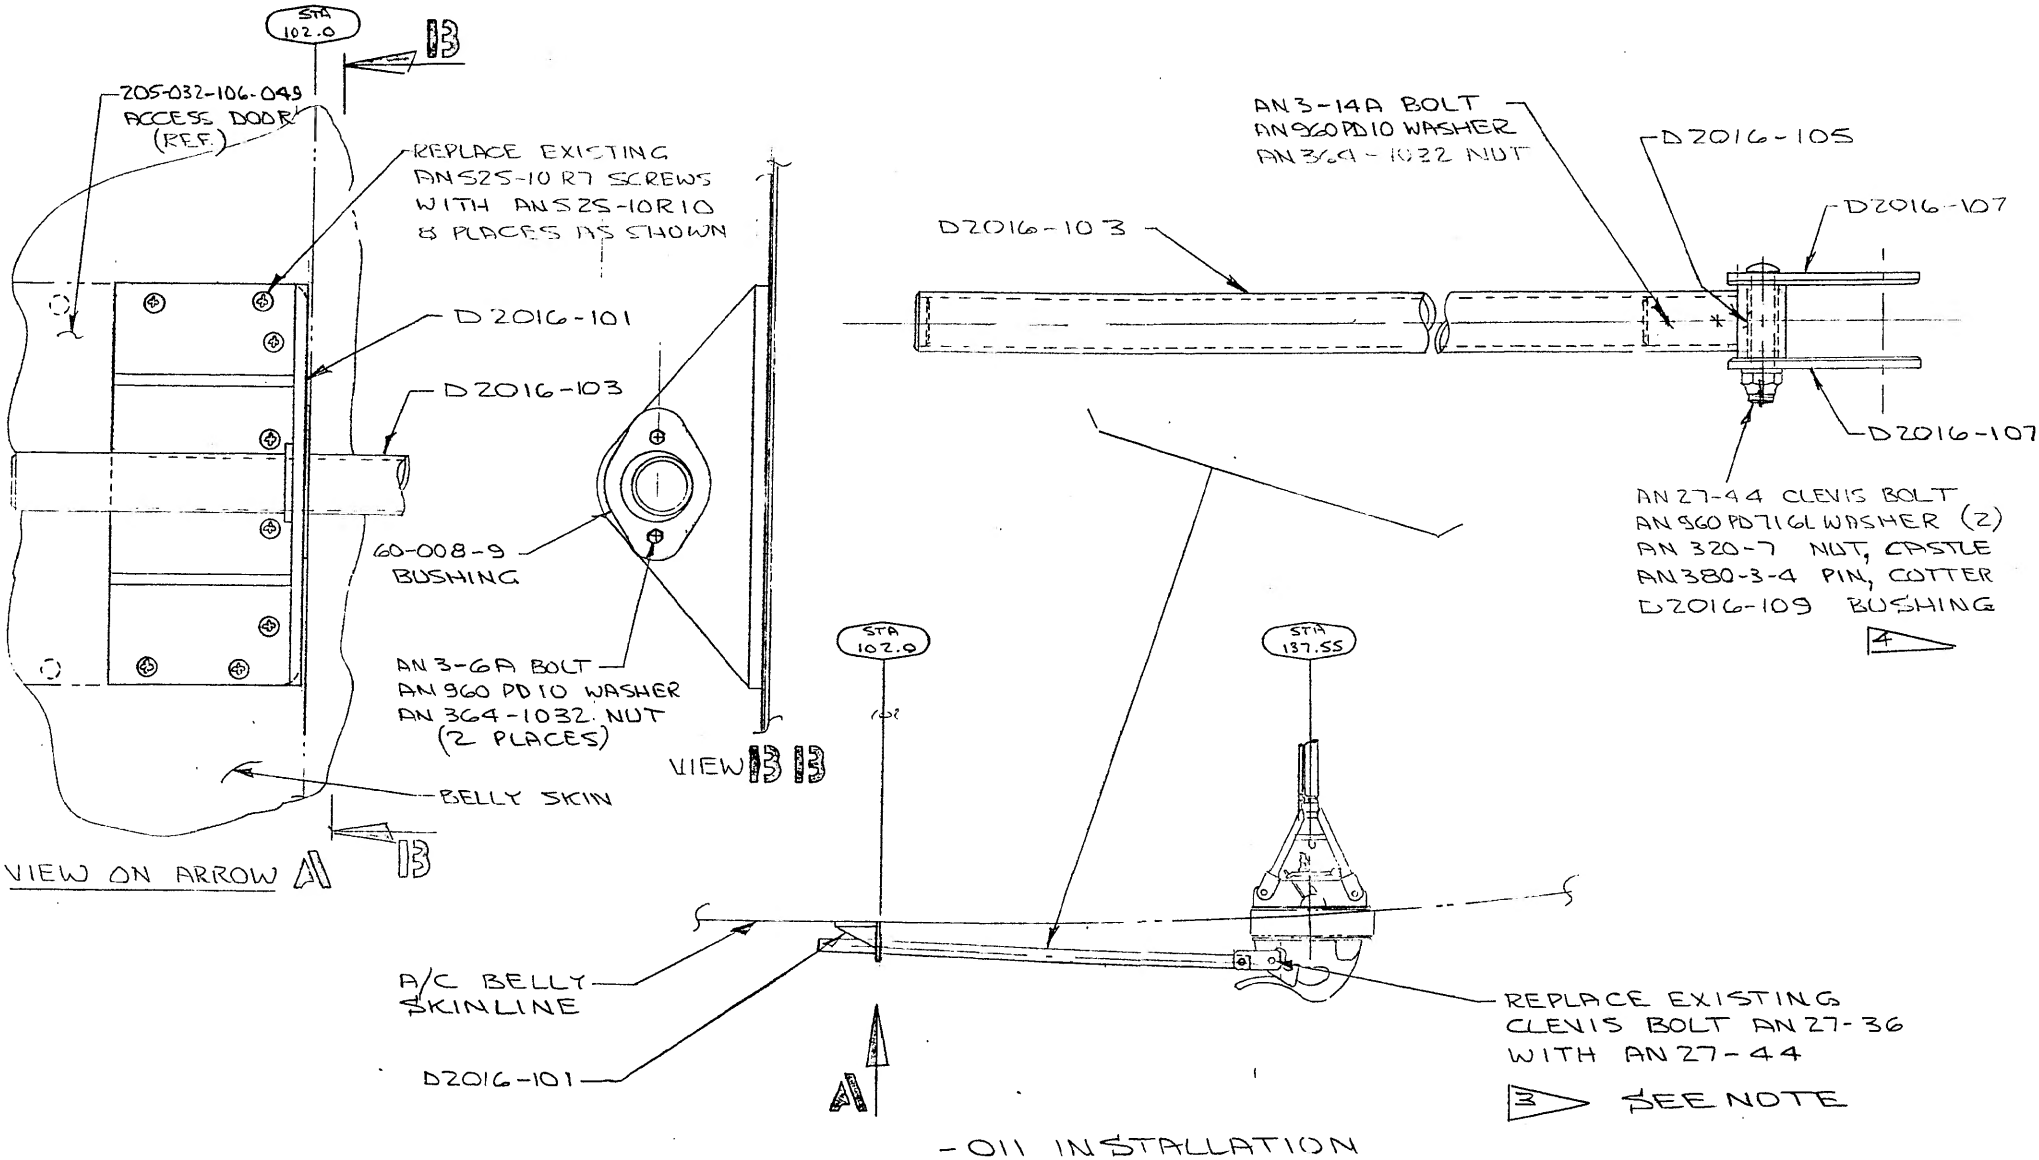 STA
102.0
B
205-032-106-049
ACCESS DOOR
(REF.)
REPLACE EXISTING
AN525-10R7 SCREWS
WITH AN525-10R10
8 PLACES AS SHOWN
D2016-101
D2016-103
60-008-9
BUSHING
AN3-6A BOLT
AN960PD10 WASHER
AN364-1032 NUT
(2 PLACES)
VIEW B B
BELLY SKIN
B
VIEW ON ARROW A
AN3-14A BOLT
AN960PD10 WASHER
AN364-1032 NUT
D2016-105
D2016-107
D2016-103
D2016-107
AN27-44 CLEVIS BOLT
AN960PD716L WASHER (2)
AN 320-7 NUT, CASTLE
AN380-3-4 PIN, COTTER
D2016-109 BUSHING
4
STA
102.0
102
STA
137.55
A/C BELLY
SKINLINE
D2016-101
A
REPLACE EXISTING
CLEVIS BOLT AN27-36
WITH AN27-44
3 SEE NOTE
-011 INSTALLATION